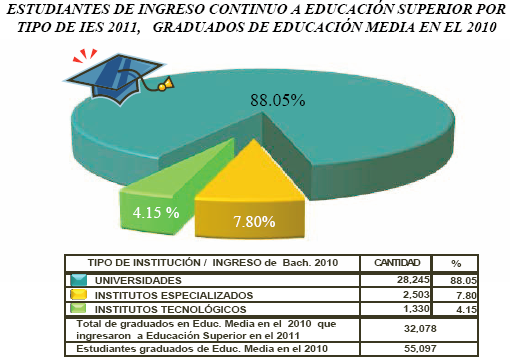 ESTUDIANTES DE INGRESO CONTINUO A EDUCACIÓN SUPERIOR POR
TIPO DE IES 2011, GRADUADOS DE EDUCACIÓN MEDIA EN EL 2010
88.05%
4.15 %
7.80%
TIPO DE INSTITUCIÓN / INGRESO de Bach. 2010 CANTIDAD %
UNIVERSIDADES 28,245 88.05
INSTITUTOS ESPECIALIZADOS 2,503 7.80
INSTITUTOS TECNOLÓGICOS 1,330 4.15
Total de graduados en Educ. Media en el 2010 que
ingresaron a Educación Superior en el 2011 32,078
Estudiantes graduados de Educ. Media en el 2010 55,097